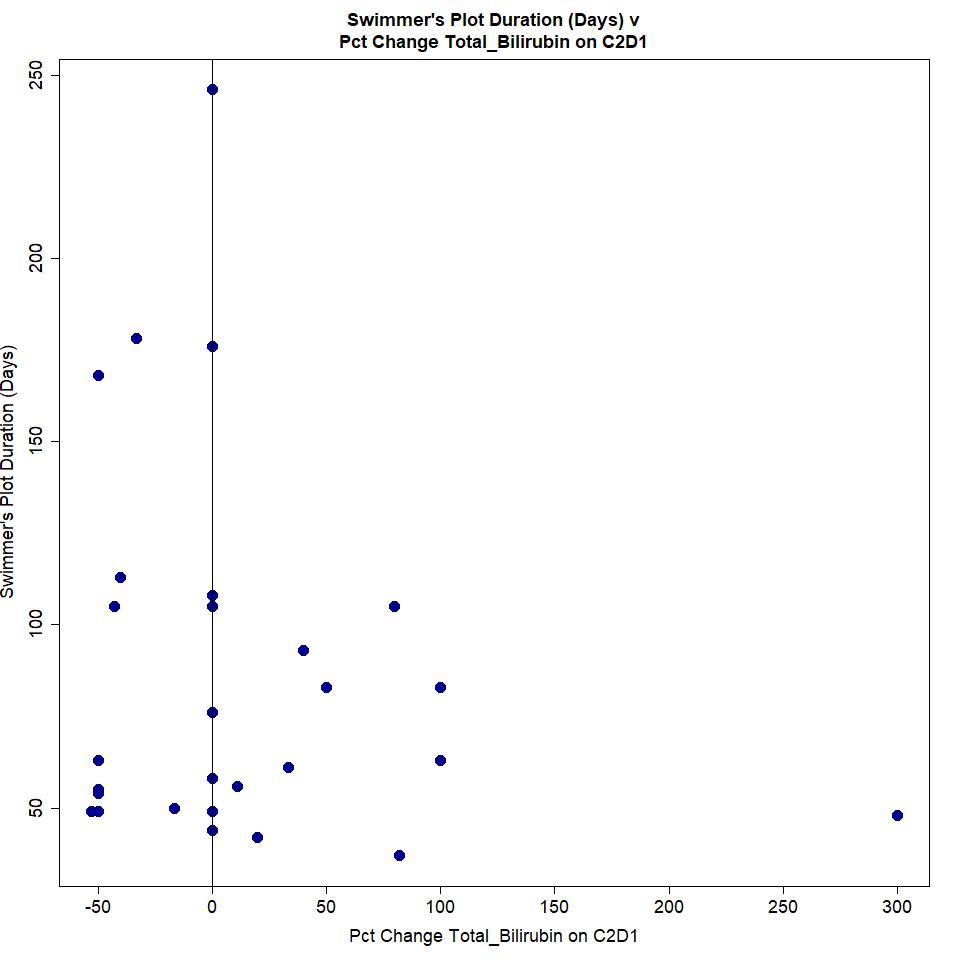 Swimmer's Plot Duration (Days) v
Pct Change Total_Bilirubin on C2D1
250
200
150
100
50
Swimmer's Plot Duration (Days)
-50 0 50 100 150 200 250 300
Pct Change Total_Bilirubin on C2D1